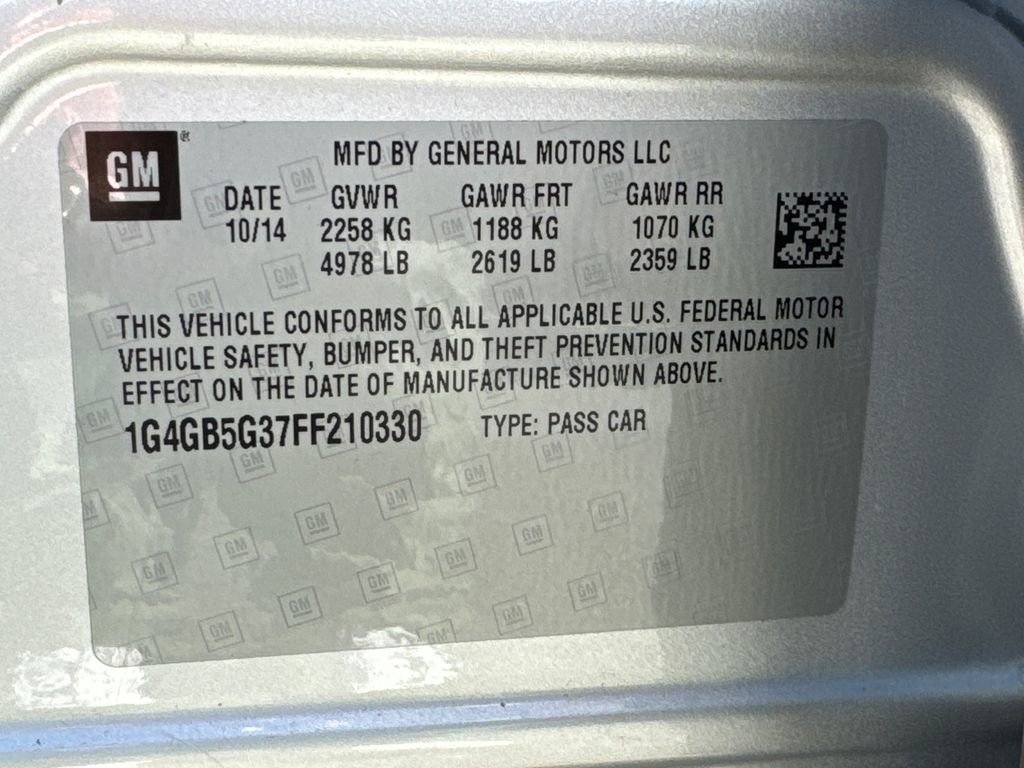 GM
MFD BY GENERAL MOTORS LLC
DATE GVWR GAWR FRT GAWR RR
10/14 2258 KG 1188 KG 1070 KG
4978 LB 2619 LB 2359 LB
THIS VEHICLE CONFORMS TO ALL APPLICABLE U.S. FEDERAL MOTOR
VEHICLE SAFETY, BUMPER, AND THEFT PREVENTION STANDARDS IN
EFFECT ON THE DATE OF MANUFACTURE SHOWN ABOVE.
1G4GB5G37FF210330 TYPE: PASS CAR